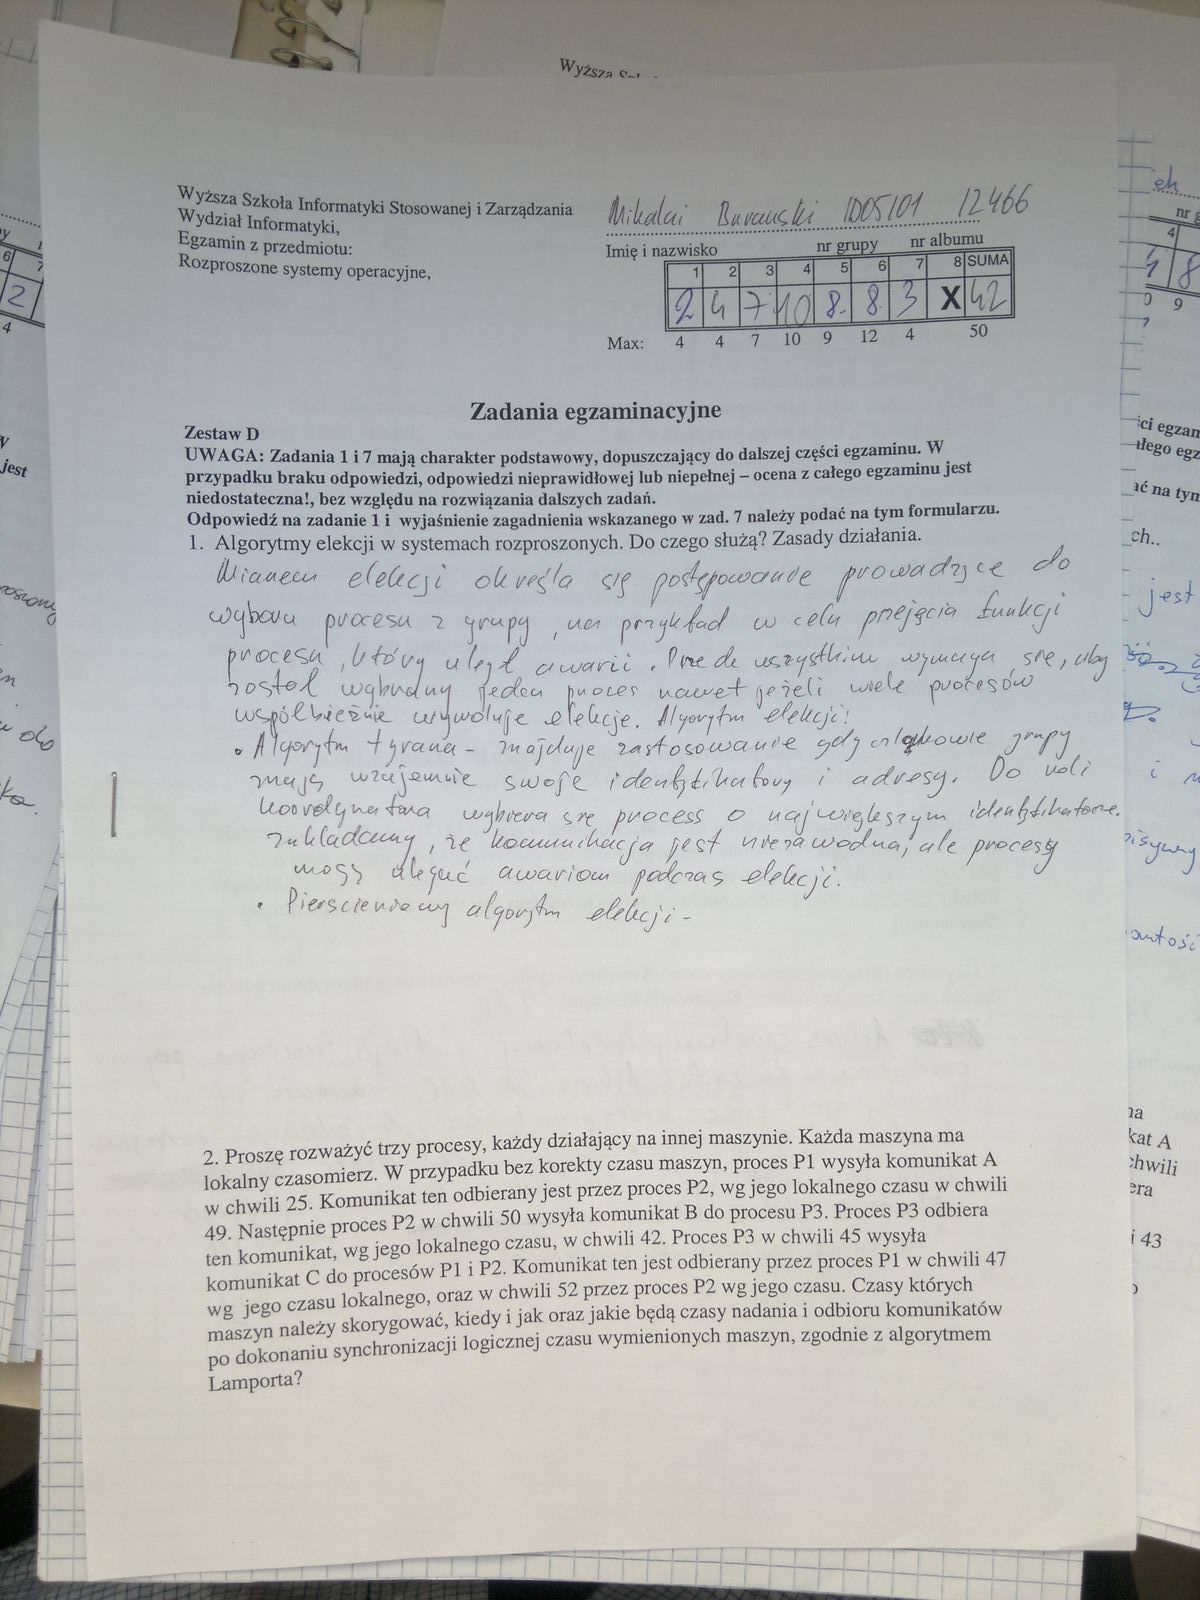 Wyższa
Wyższa Szkoła Informatyki Stosowanej i Zarządzania
Wydział Informatyki,
Egzamin z przedmiotu:
Rozproszone systemy operacyjne,
Mikalai ID05101 12466
Imię i nazwisko nr grupy nr albumu
1 2 3 4 5 6 7 8 SUMA
2 4 7 10 8. 8. 3 X 42
Max: 4 4 7 10 9 12 4 50
Zadania egzaminacyjne
Zestaw D
UWAGA: Zadania 1 i 7 mają charakter podstawowy, dopuszczający do dalszej części egzaminu. W
przypadku braku odpowiedzi, odpowiedzi nieprawidłowej lub niepełnej – ocena z całego egzaminu jest
niedostateczna!, bez względu na rozwiązania dalszych zadań.
Odpowiedź na zadanie 1 i wyjaśnienie zagadnienia wskazanego w zad. 7 należy podać na tym formularzu.
1. Algorytmy elekcji w systemach rozproszonych. Do czego służą? Zasady działania.
Mianem elekcji określa się postępowanie prowadzące do
wyboru procesu z grupy, na przykład w celu przejęcia funkcji
procesu, który uległ awarii. Przede wszystkim wymaga się, aby
został wybrany jeden proces nawet jeżeli wiele procesów
współbieżnie wywołuje elekcje. Algorytm elekcji:
• Algorytm tyrana – znajduje zastosowanie gdy członkowie grupy
znają wzajemnie swoje identyfikatory i adresy. Do roli
koordynatora wybiera się process o największym identyfikatorze.
zakładamy, że komunikacja jest niezawodna, ale procesy
mogą ulegać awariom podczas elekcji.
• Pierscieniowy algorytm elekcji –
2. Proszę rozważyć trzy procesy, każdy działający na innej maszynie. Każda maszyna ma
lokalny czasomierz. W przypadku bez korekty czasu maszyn, proces P1 wysyła komunikat A
w chwili 25. Komunikat ten odbierany jest przez proces P2, wg jego lokalnego czasu w chwili
49. Następnie proces P2 w chwili 50 wysyła komunikat B do procesu P3. Proces P3 odbiera
ten komunikat, wg jego lokalnego czasu, w chwili 42. Proces P3 w chwili 45 wysyła
komunikat C do procesów P1 i P2. Komunikat ten jest odbierany przez proces P1 w chwili 47
wg jego czasu lokalnego, oraz w chwili 52 przez proces P2 wg jego czasu. Czasy których
maszyn należy skorygować, kiedy i jak oraz jakie będą czasy nadania i odbioru komunikatów
po dokonaniu synchronizacji logicznej czasu wymienionych maszyn, zgodnie z algorytmem
Lamporta?